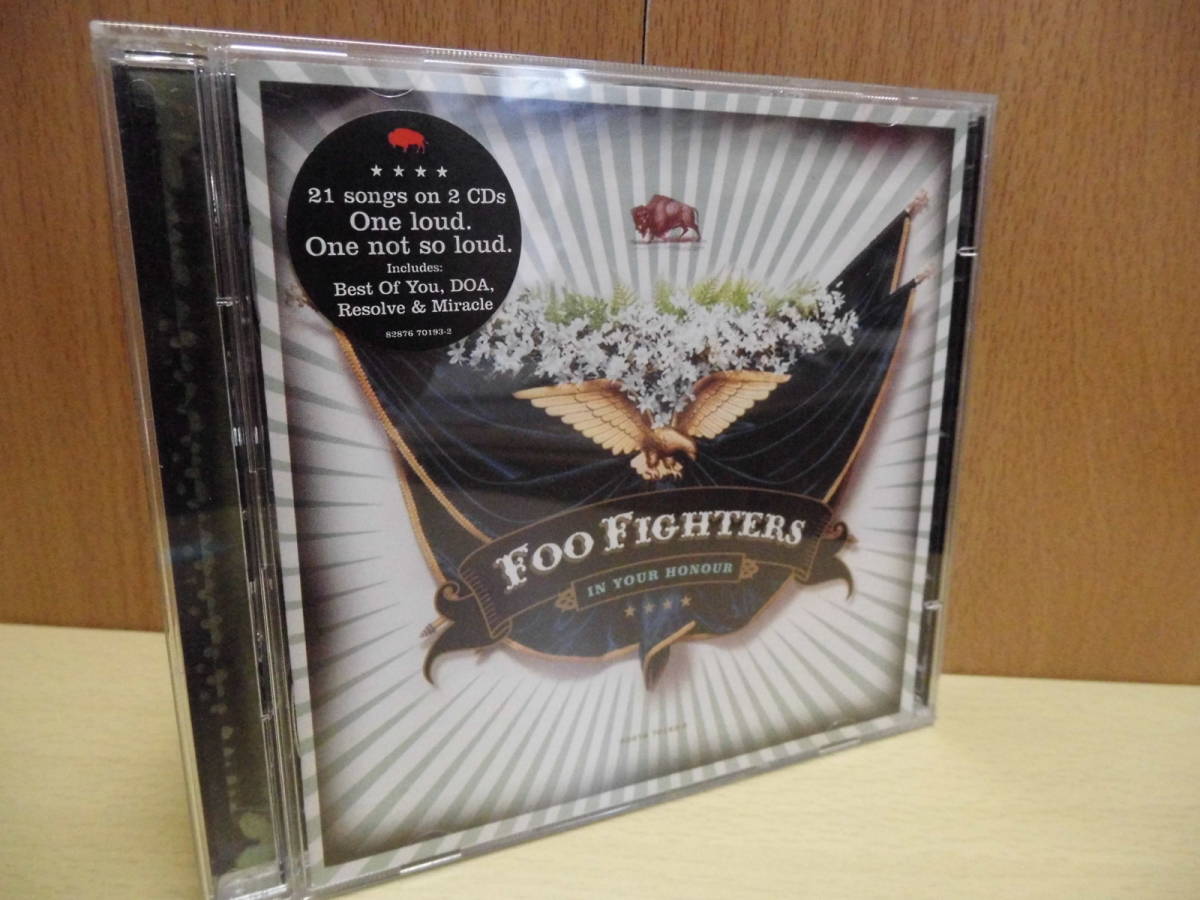 21 songs on 2 CDs
One loud.
One not so loud.
Includes:
Best Of You, DOA,
Resolve & Miracle
82876 70193-2
FOO FIGHTERS
IN YOUR HONOUR